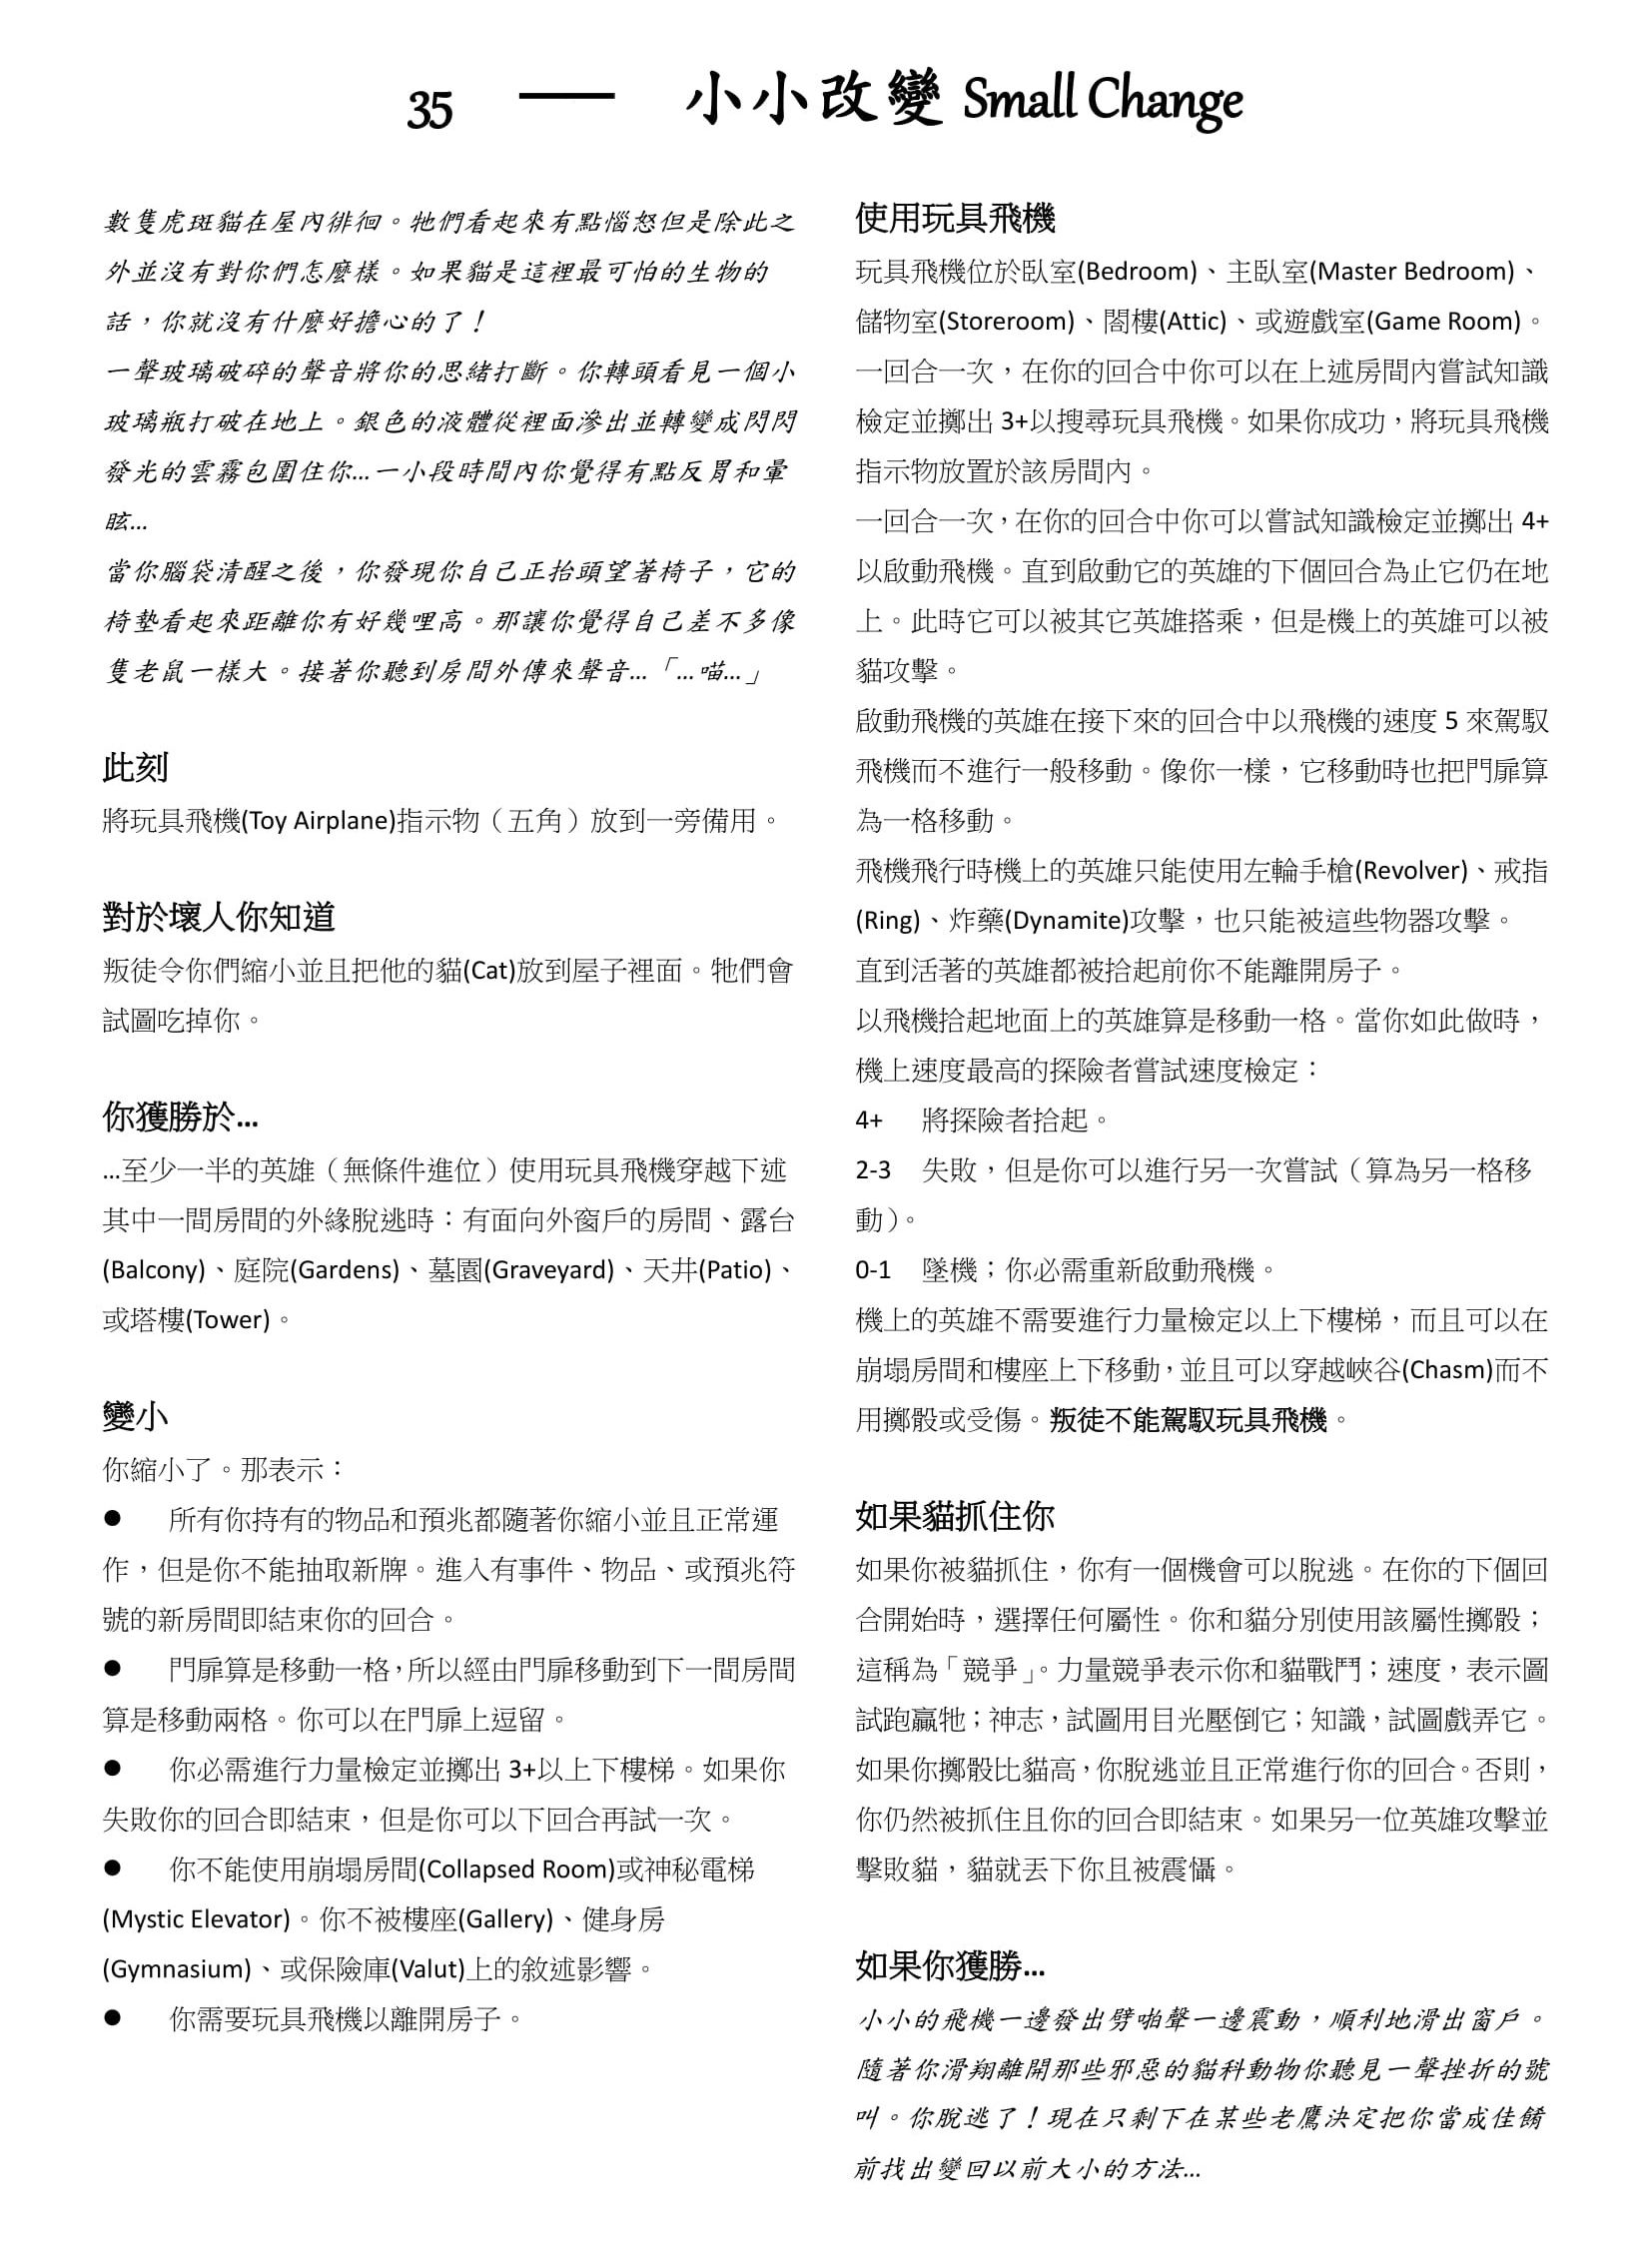 35 — 小小改變 Small Change
數隻虎斑貓在屋內徘徊。牠們看起來有點惱怒但是除此之
外並沒有對你們怎麼樣。如果貓是這裡最可怕的生物的
話，你就沒有什麼好擔心的了！
一聲玻璃破碎的聲音將你的思緒打斷。你轉頭看見一個小
玻璃瓶打破在地上。銀色的液體從裡面滲出並轉變成閃閃
發光的雲霧包圍住你…一小段時間內你覺得有點反胃和暈
眩…
當你腦袋清醒之後，你發現你自己正抬頭望著椅子，它的
椅墊看起來距離你有好幾哩高。那讓你覺得自己差不多像
隻老鼠一樣大。接著你聽到房間外傳來聲音…「…喵…」
此刻
將玩具飛機(Toy Airplane)指示物（五角）放到一旁備用。
對於壞人你知道
叛徒令你們縮小並且把他的貓(Cat)放到屋子裡面。牠們會
試圖吃掉你。
你獲勝於…
…至少一半的英雄（無條件進位）使用玩具飛機穿越下述
其中一間房間的外緣脫逃時：有面向外窗戶的房間、露台
(Balcony)、庭院(Gardens)、墓園(Graveyard)、天井(Patio)、
或塔樓(Tower)。
變小
你縮小了。那表示：
● 所有你持有的物品和預兆都隨著你縮小並且正常運
作，但是你不能抽取新牌。進入有事件、物品、或預兆符
號的新房間即結束你的回合。
● 門扉算是移動一格，所以經由門扉移動到下一間房間
算是移動兩格。你可以在門扉上逗留。
● 你必需進行力量檢定並擲出 3+以上下樓梯。如果你
失敗你的回合即結束，但是你可以下回合再試一次。
● 你不能使用崩塌房間(Collapsed Room)或神秘電梯
(Mystic Elevator)。你不被樓座(Gallery)、健身房
(Gymnasium)、或保險庫(Valut)上的敘述影響。
● 你需要玩具飛機以離開房子。
使用玩具飛機
玩具飛機位於臥室(Bedroom)、主臥室(Master Bedroom)、
儲物室(Storeroom)、閣樓(Attic)、或遊戲室(Game Room)。
一回合一次，在你的回合中你可以在上述房間內嘗試知識
檢定並擲出 3+以搜尋玩具飛機。如果你成功，將玩具飛機
指示物放置於該房間內。
一回合一次，在你的回合中你可以嘗試知識檢定並擲出 4+
以啟動飛機。直到啟動它的英雄的下個回合為止它仍在地
上。此時它可以被其它英雄搭乘，但是機上的英雄可以被
貓攻擊。
啟動飛機的英雄在接下來的回合中以飛機的速度 5 來駕馭
飛機而不進行一般移動。像你一樣，它移動時也把門扉算
為一格移動。
飛機飛行時機上的英雄只能使用左輪手槍(Revolver)、戒指
(Ring)、炸藥(Dynamite)攻擊，也只能被這些物器攻擊。
直到活著的英雄都被拾起前你不能離開房子。
以飛機拾起地面上的英雄算是移動一格。當你如此做時，
機上速度最高的探險者嘗試速度檢定：
4+ 將探險者拾起。
2-3 失敗，但是你可以進行另一次嘗試（算為另一格移
動）。
0-1 墜機；你必需重新啟動飛機。
機上的英雄不需要進行力量檢定以上下樓梯，而且可以在
崩塌房間和樓座上下移動，並且可以穿越峽谷(Chasm)而不
用擲骰或受傷。叛徒不能駕馭玩具飛機。
如果貓抓住你
如果你被貓抓住，你有一個機會可以脫逃。在你的下個回
合開始時，選擇任何屬性。你和貓分別使用該屬性擲骰；
這稱為「競爭」。力量競爭表示你和貓戰鬥；速度，表示圖
試跑贏牠；神志，試圖用目光壓倒它；知識，試圖戲弄它。
如果你擲骰比貓高，你脫逃並且正常進行你的回合。否則，
你仍然被抓住且你的回合即結束。如果另一位英雄攻擊並
擊敗貓，貓就丟下你且被震懾。
如果你獲勝…
小小的飛機一邊發出劈啪聲一邊震動，順利地滑出窗戶。
隨著你滑翔離開那些邪惡的貓科動物你聽見一聲挫折的號
叫。你脫逃了！現在只剩下在某些老鷹決定把你當成佳餚
前找出變回以前大小的方法…